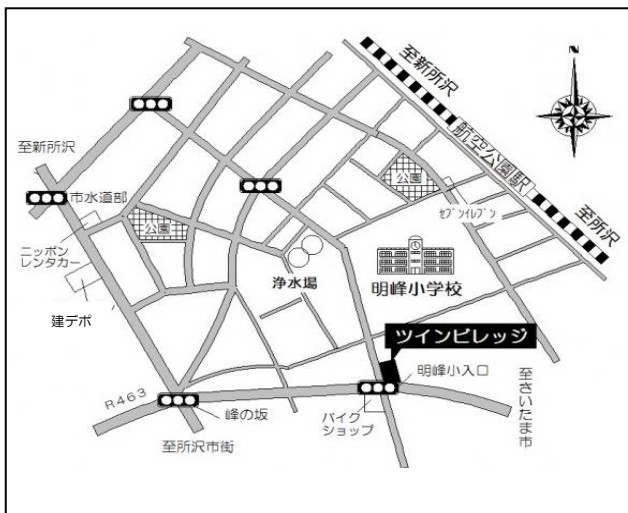 N
至新所沢
航空公園駅
至所沢
至新所沢
市水道部
公園
公園
セブンイレブン
ニッポン
レンタカー
建デポ
浄水場
明峰小学校
ツインビレッジ
明峰小入口
R463
峰の坂
バイク
ショップ
至所沢市街
至さいたま市